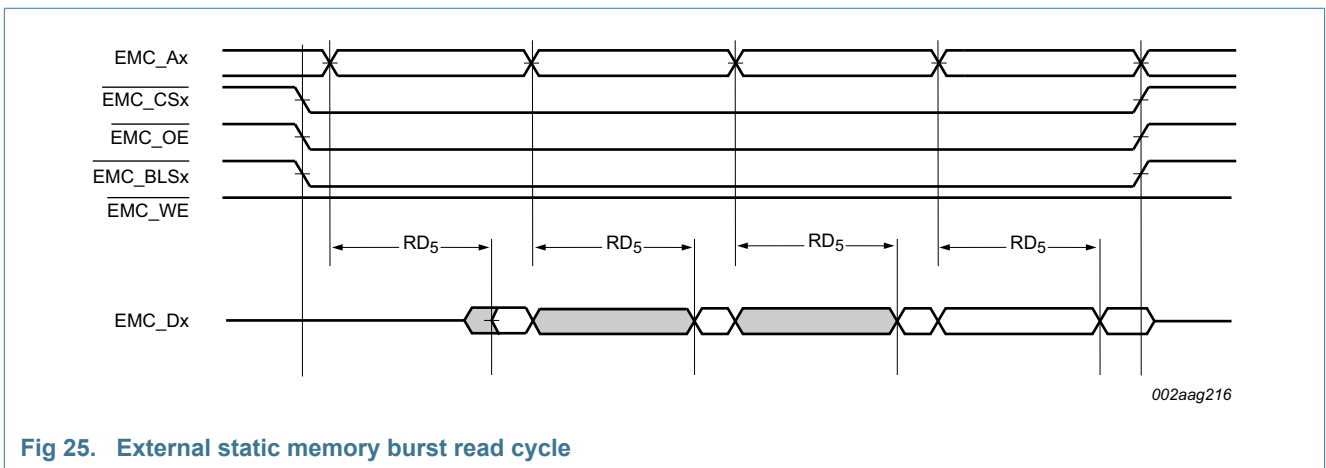 EMC_Ax
EMC_CSx
EMC_OE
EMC_BLSx
EMC_WE
RD5 RD5 RD5 RD5
EMC_Dx
002aag216
Fig 25. External static memory burst read cycle